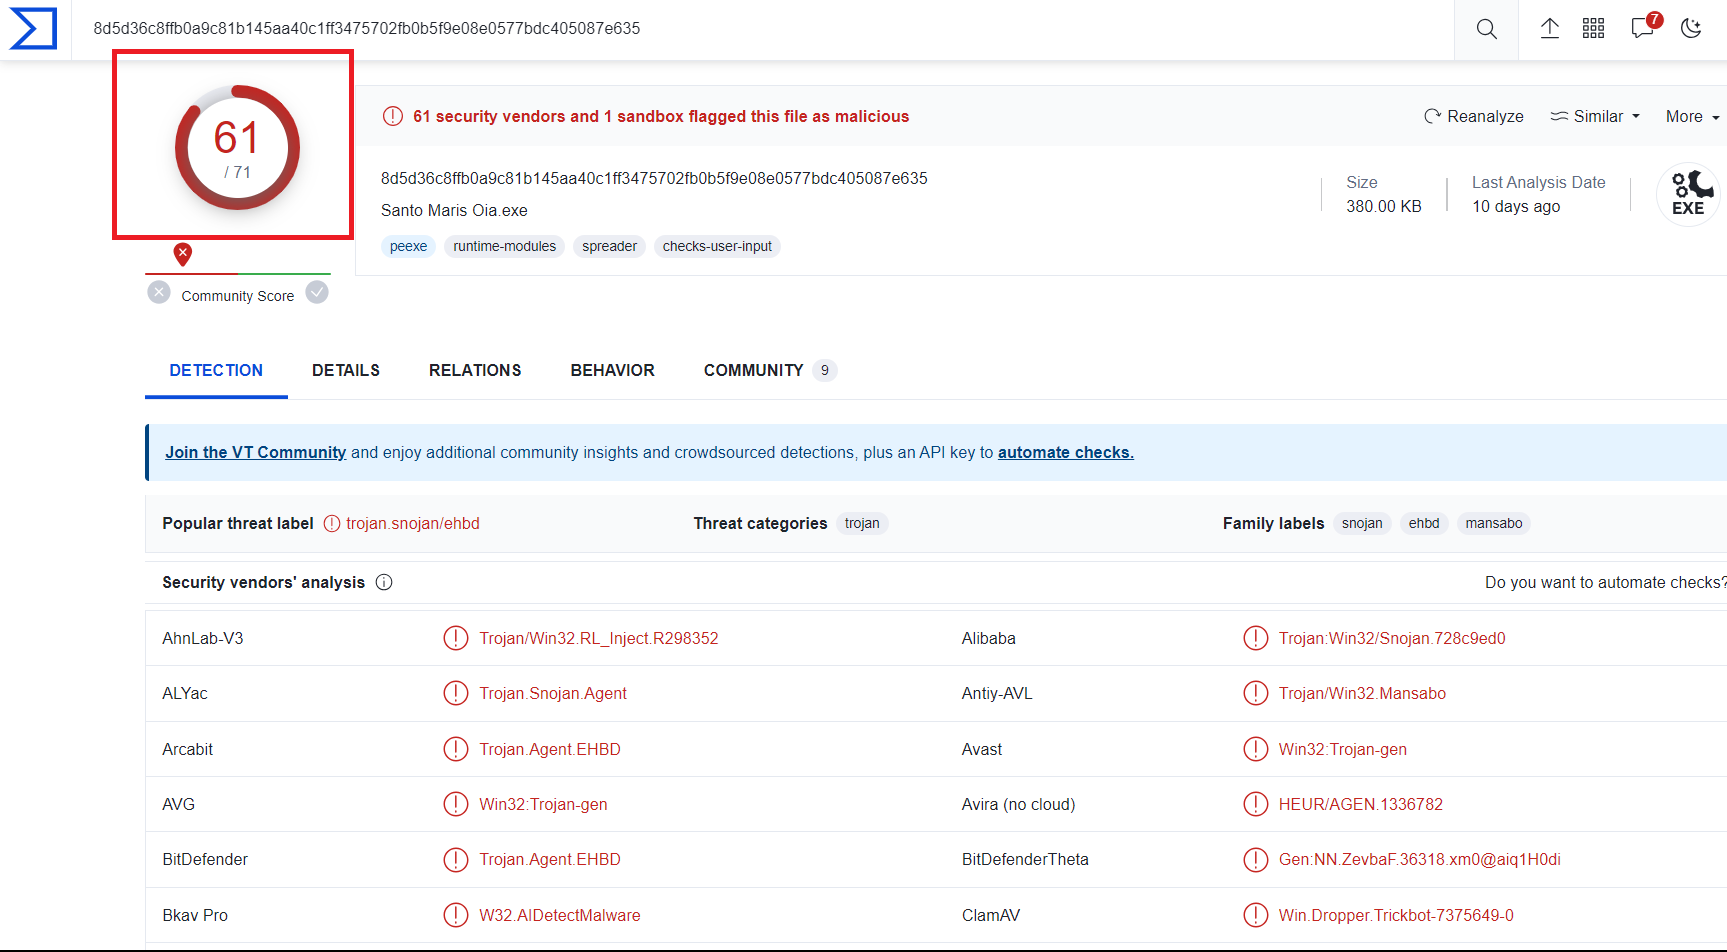 8d5d36c8ffb0a9c81b145aa40c1ff3475702fb0b5f9e08e0577bdc405087e635
7
61
/ 71
Community Score
61 security vendors and 1 sandbox flagged this file as malicious
Reanalyze
Similar
More
8d5d36c8ffb0a9c81b145aa40c1ff3475702fb0b5f9e08e0577bdc405087e635
Santo Maris Oia.exe
peexe
runtime-modules
spreader
checks-user-input
Size
380.00 KB
Last Analysis Date
10 days ago
EXE
DETECTION
DETAILS
RELATIONS
BEHAVIOR
COMMUNITY 9
Join the VT Community and enjoy additional community insights and crowdsourced detections, plus an API key to automate checks.
Popular threat label trojan.snojan/ehbd
Threat categories trojan
Family labels snojan ehbd mansabo
Security vendors' analysis
Do you want to automate checks?
AhnLab-V3 Trojan/Win32.RL_Inject.R298352
Alibaba Trojan:Win32/Snojan.728c9ed0
ALYac Trojan.Snojan.Agent
Antiy-AVL Trojan/Win32.Mansabo
Arcabit Trojan.Agent.EHBD
Avast Win32:Trojan-gen
AVG Win32:Trojan-gen
Avira (no cloud) HEUR/AGEN.1336782
BitDefender Trojan.Agent.EHBD
BitDefenderTheta Gen:NN.ZevbaF.36318.xm0@aiq1H0di
Bkav Pro W32.AIDetectMalware
ClamAV Win.Dropper.Trickbot-7375649-0